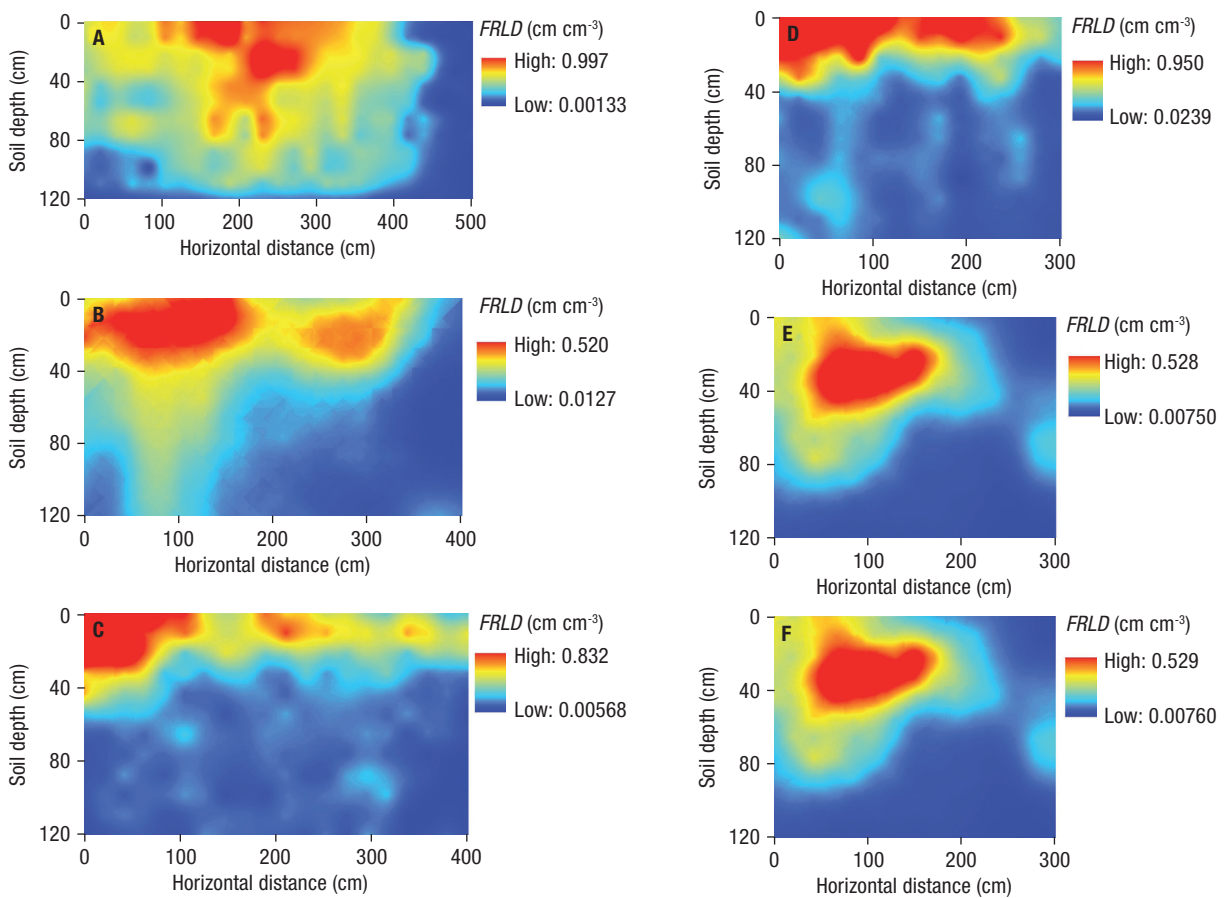 A
FRLD (cm cm⁻³)
High: 0.997
Low: 0.00133
Soil depth (cm)
0
40
80
120
0 100 200 300 400 500
Horizontal distance (cm)
B
FRLD (cm cm⁻³)
High: 0.520
Low: 0.0127
Soil depth (cm)
0
40
80
120
0 100 200 300 400
Horizontal distance (cm)
C
FRLD (cm cm⁻³)
High: 0.832
Low: 0.00568
Soil depth (cm)
0
40
80
120
0 100 200 300 400
Horizontal distance (cm)
D
FRLD (cm cm⁻³)
High: 0.950
Low: 0.0239
Soil depth (cm)
0
40
80
120
0 100 200 300
Horizontal distance (cm)
E
FRLD (cm cm⁻³)
High: 0.528
Low: 0.00750
Soil depth (cm)
0
40
80
120
0 100 200 300
Horizontal distance (cm)
F
FRLD (cm cm⁻³)
High: 0.529
Low: 0.00760
Soil depth (cm)
0
40
80
120
0 100 200 300
Horizontal distance (cm)